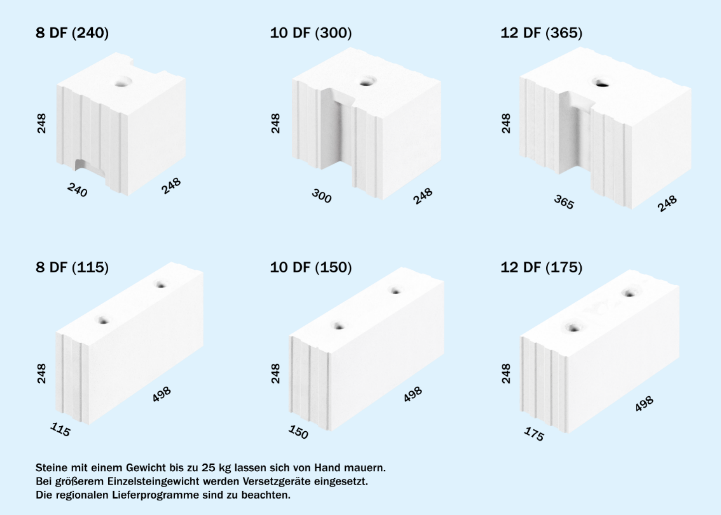 8 DF (240)
10 DF (300)
12 DF (365)
248
240
248
248
300
248
248
365
248
8 DF (115)
10 DF (150)
12 DF (175)
248
115
498
248
150
498
248
175
498
Steine mit einem Gewicht bis zu 25 kg lassen sich von Hand mauern.
Bei größerem Einzelsteingewicht werden Versetzgeräte eingesetzt.
Die regionalen Lieferprogramme sind zu beachten.